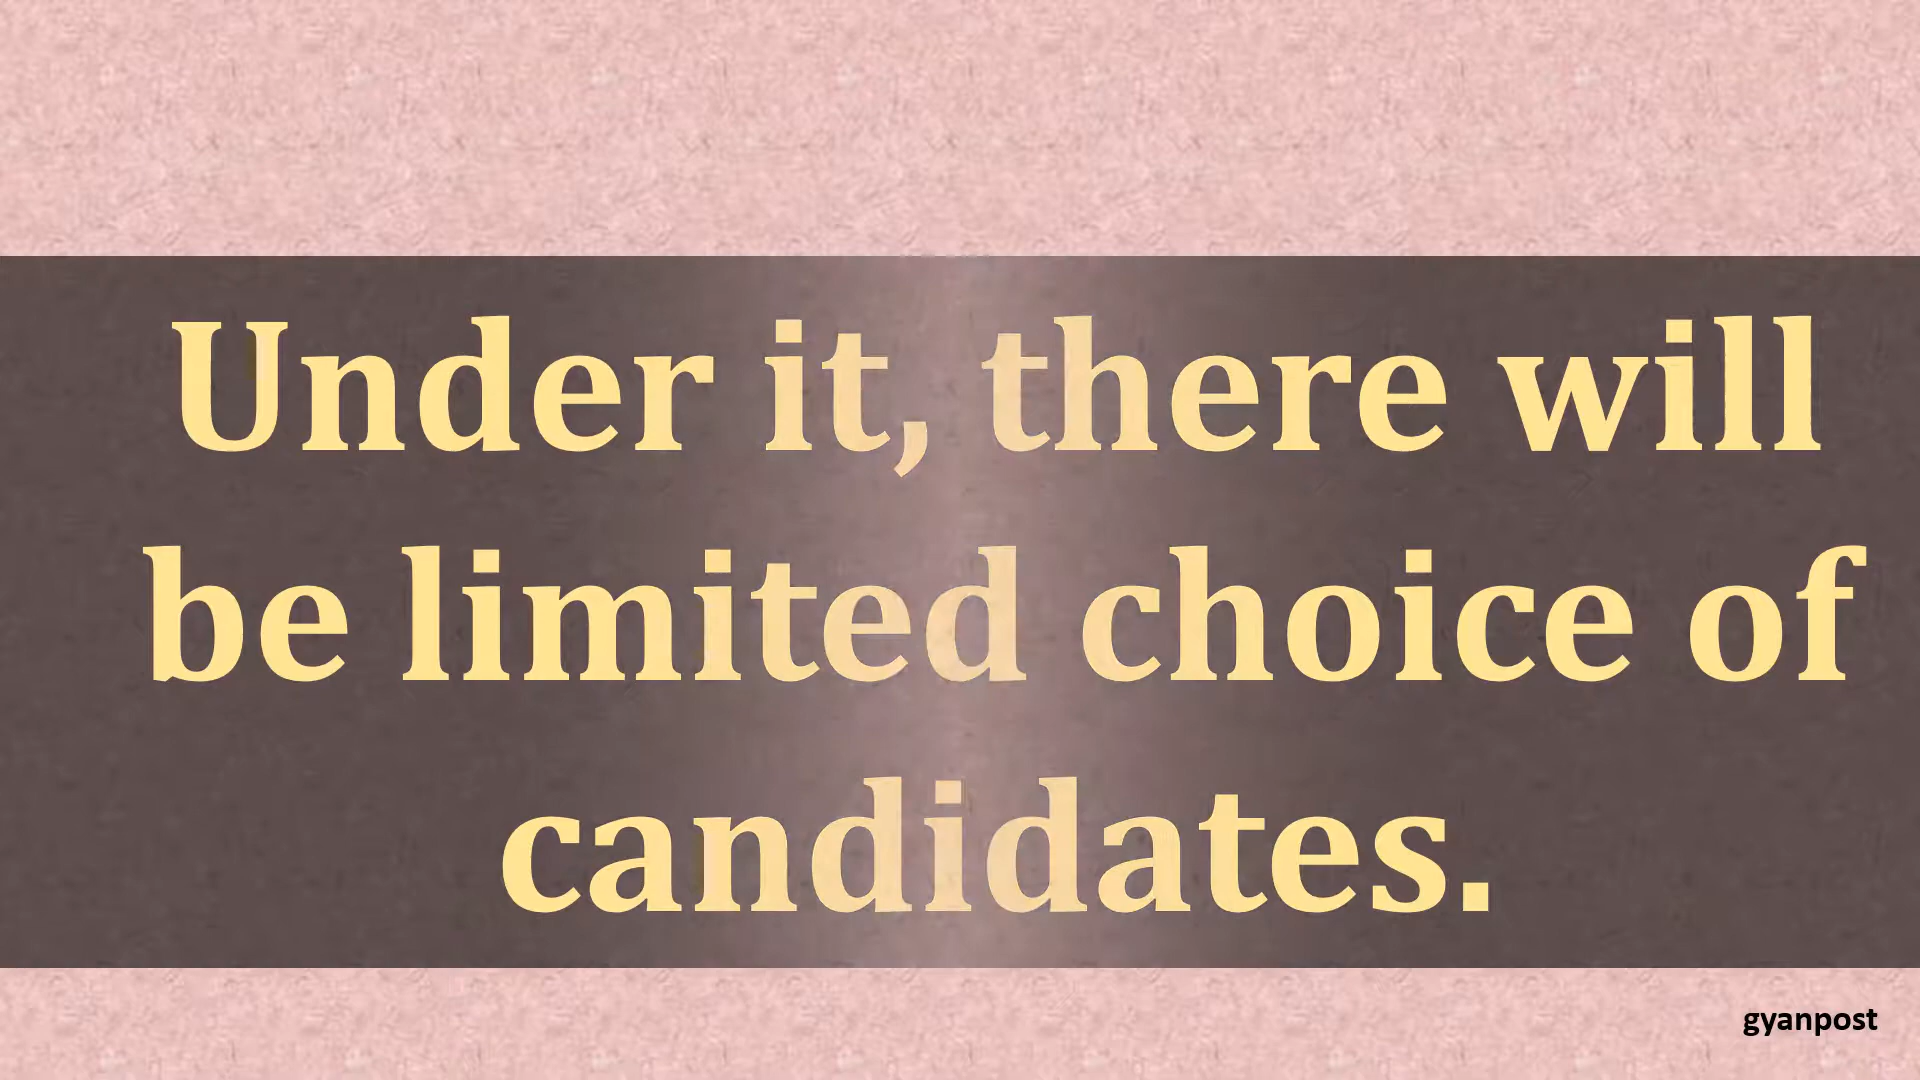 Under it, there will
be limited choice of
candidates.
gyanpost